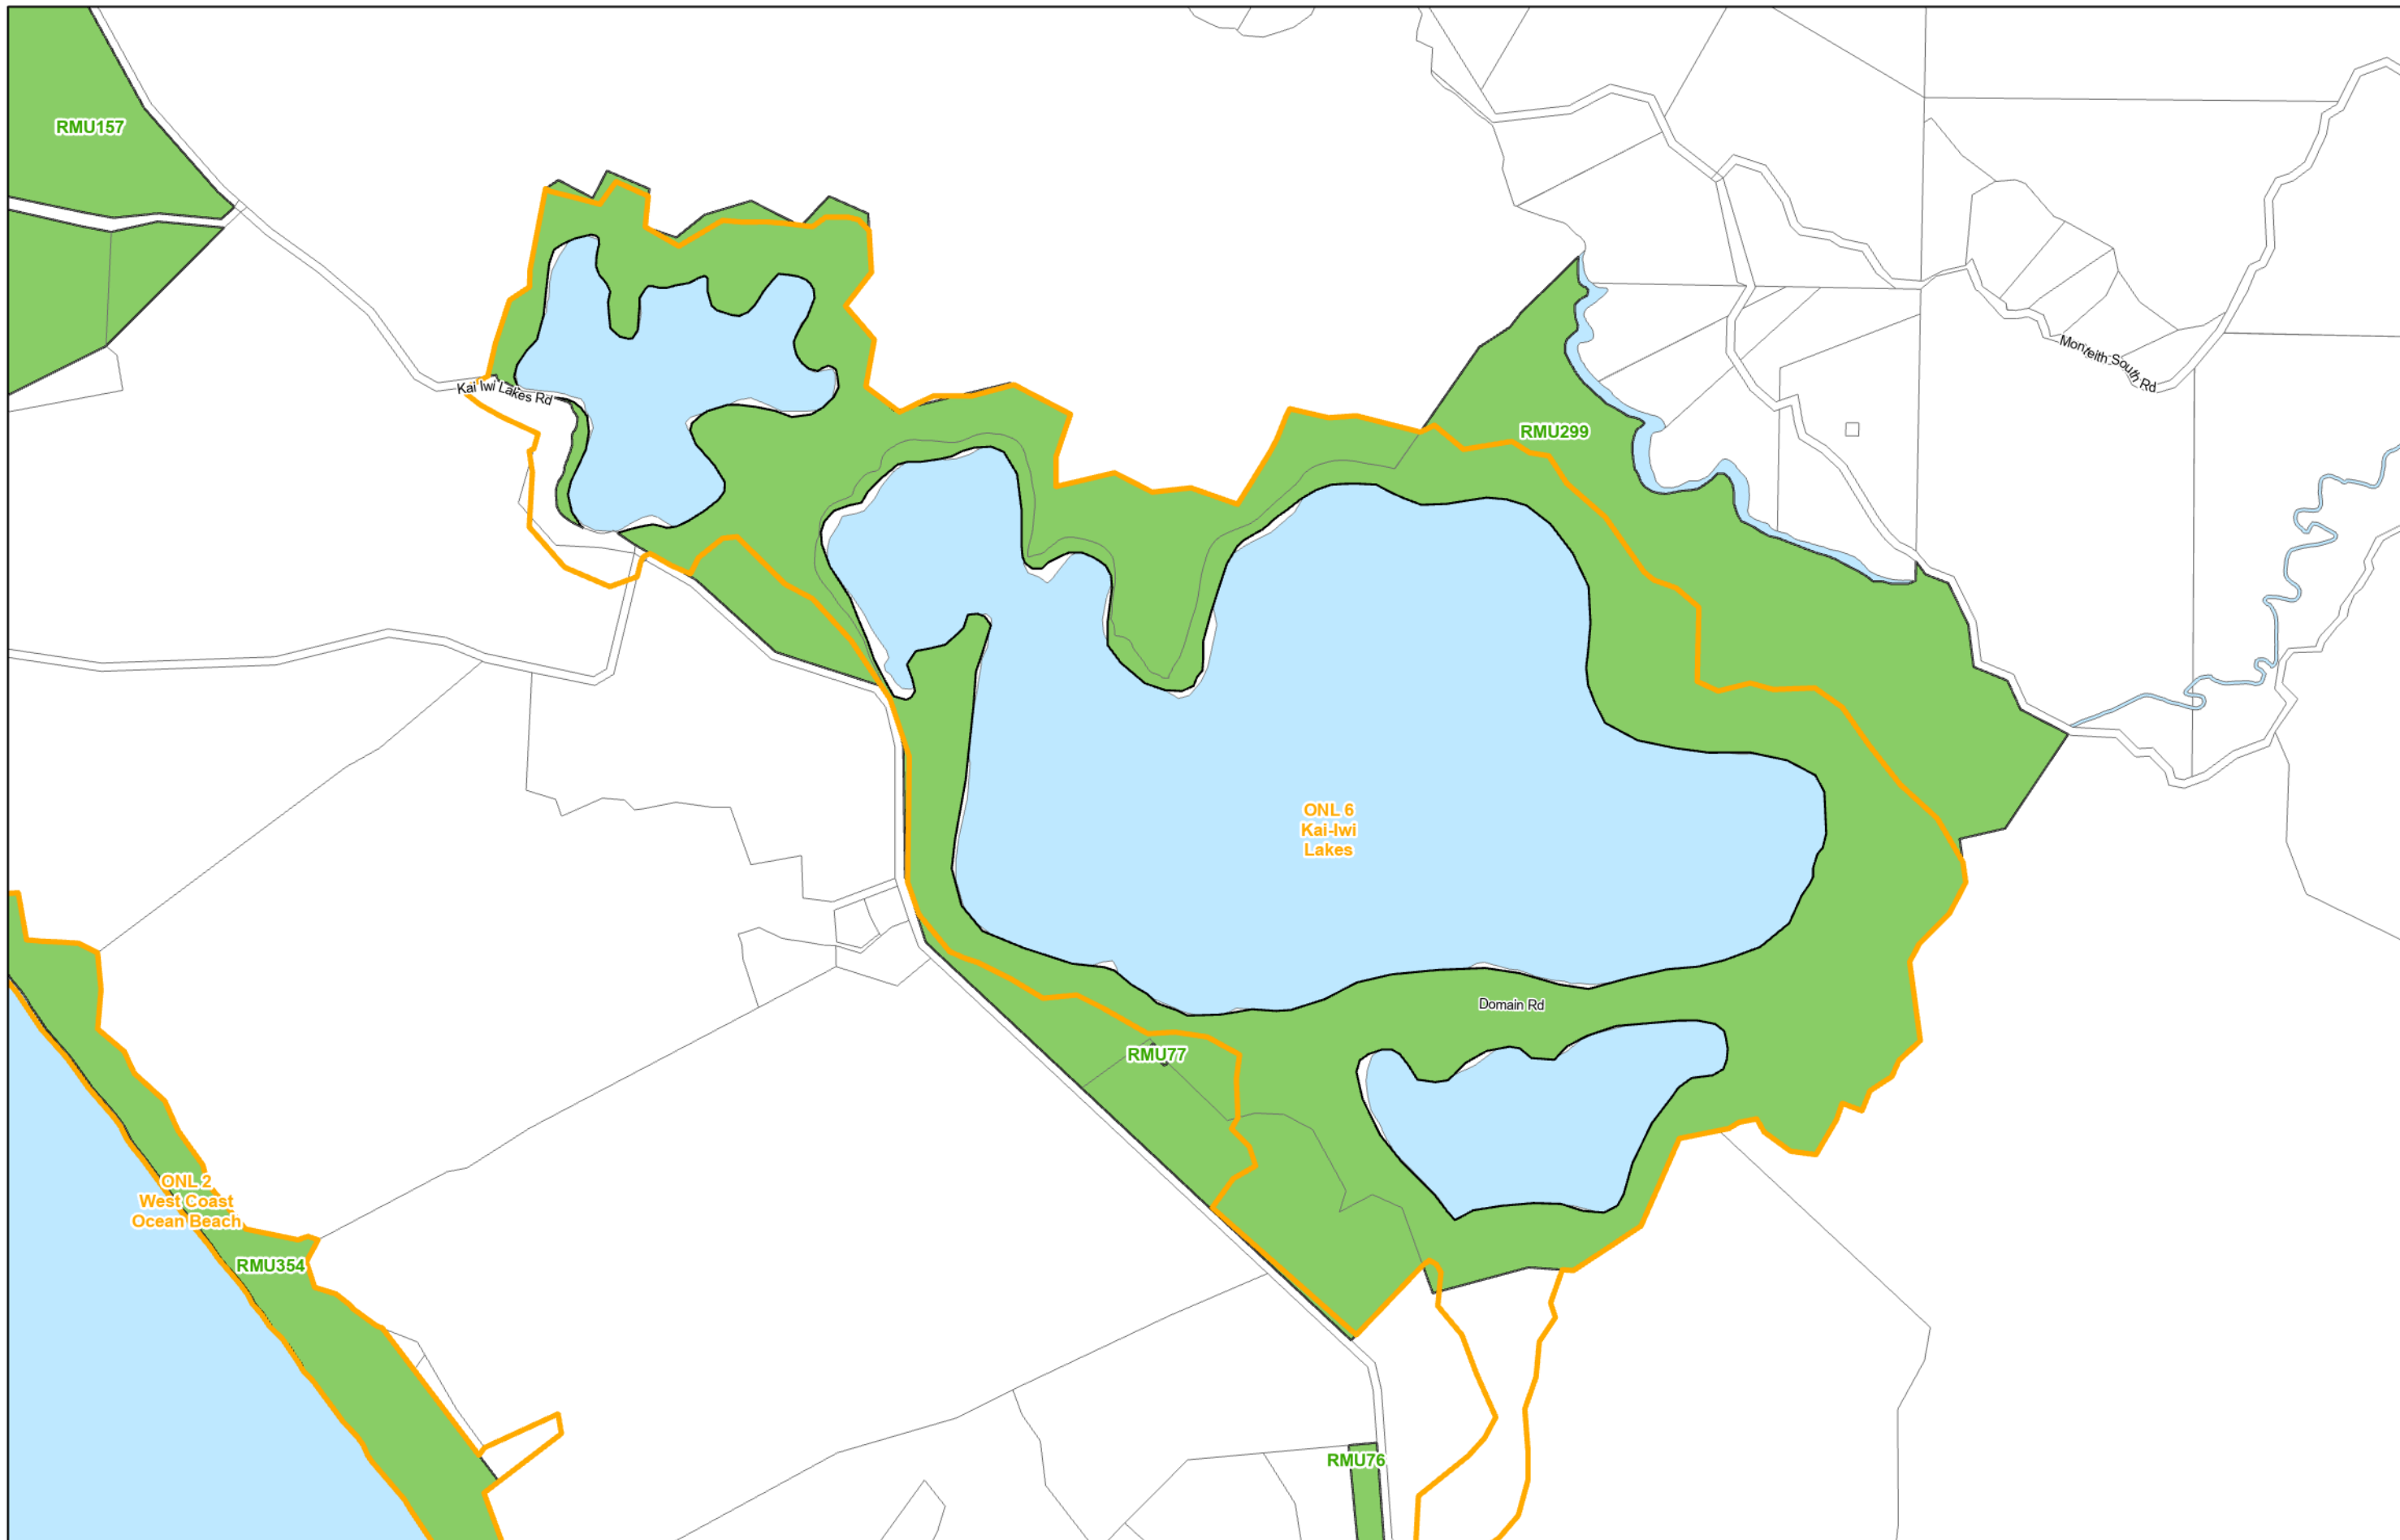 RMU157
Kai Iwi Lakes Rd
Monteith South Rd
RMU299
ONL 6
Kai-Iwi
Lakes
Domain Rd
RMU77
ONL 2
West Coast
Ocean Beach
RMU354
RMU76